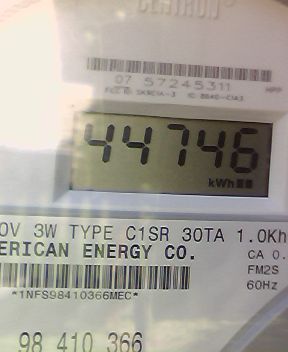 CENTRON
07 57245311
44746
kWh
0V 3W TYPE C1SR 30TA 1.0Kh
ERICAN ENERGY CO.
CA 0.
FM2S
60Hz
*1NFS98410366MEC*
98 410 366